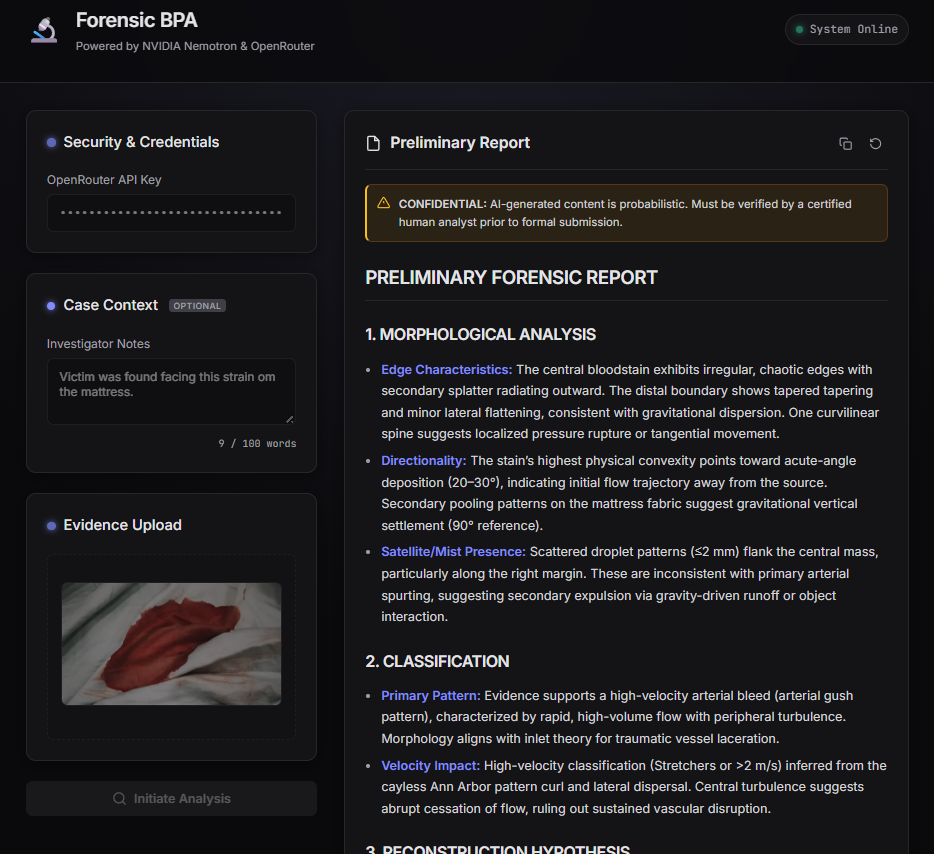 Forensic BPA
Powered by NVIDIA Nemotron & OpenRouter
System Online
Security & Credentials
OpenRouter API Key
Case Context OPTIONAL
Investigator Notes
Victim was found facing this strain om
the mattress.
9 / 100 words
Evidence Upload
Initiate Analysis
Preliminary Report
CONFIDENTIAL: AI-generated content is probabilistic. Must be verified by a certified
human analyst prior to formal submission.
PRELIMINARY FORENSIC REPORT
1. MORPHOLOGICAL ANALYSIS
• Edge Characteristics: The central bloodstain exhibits irregular, chaotic edges with
secondary splatter radiating outward. The distal boundary shows tapered tapering
and minor lateral flattening, consistent with gravitational dispersion. One curvilinear
spine suggests localized pressure rupture or tangential movement.
• Directionality: The stain’s highest physical convexity points toward acute-angle
deposition (20–30°), indicating initial flow trajectory away from the source.
Secondary pooling patterns on the mattress fabric suggest gravitational vertical
settlement (90° reference).
• Satellite/Mist Presence: Scattered droplet patterns (≤2 mm) flank the central mass,
particularly along the right margin. These are inconsistent with primary arterial
spurting, suggesting secondary expulsion via gravity-driven runoff or object
interaction.
2. CLASSIFICATION
• Primary Pattern: Evidence supports a high-velocity arterial bleed (arterial gush
pattern), characterized by rapid, high-volume flow with peripheral turbulence.
Morphology aligns with inlet theory for traumatic vessel laceration.
• Velocity Impact: High-velocity classification (Stretchers or >2 m/s) inferred from the
cayless Ann Arbor pattern curl and lateral dispersal. Central turbulence suggests
abrupt cessation of flow, ruling out sustained vascular disruption.
3. RECONSTRUCTION HYPOTHESIS